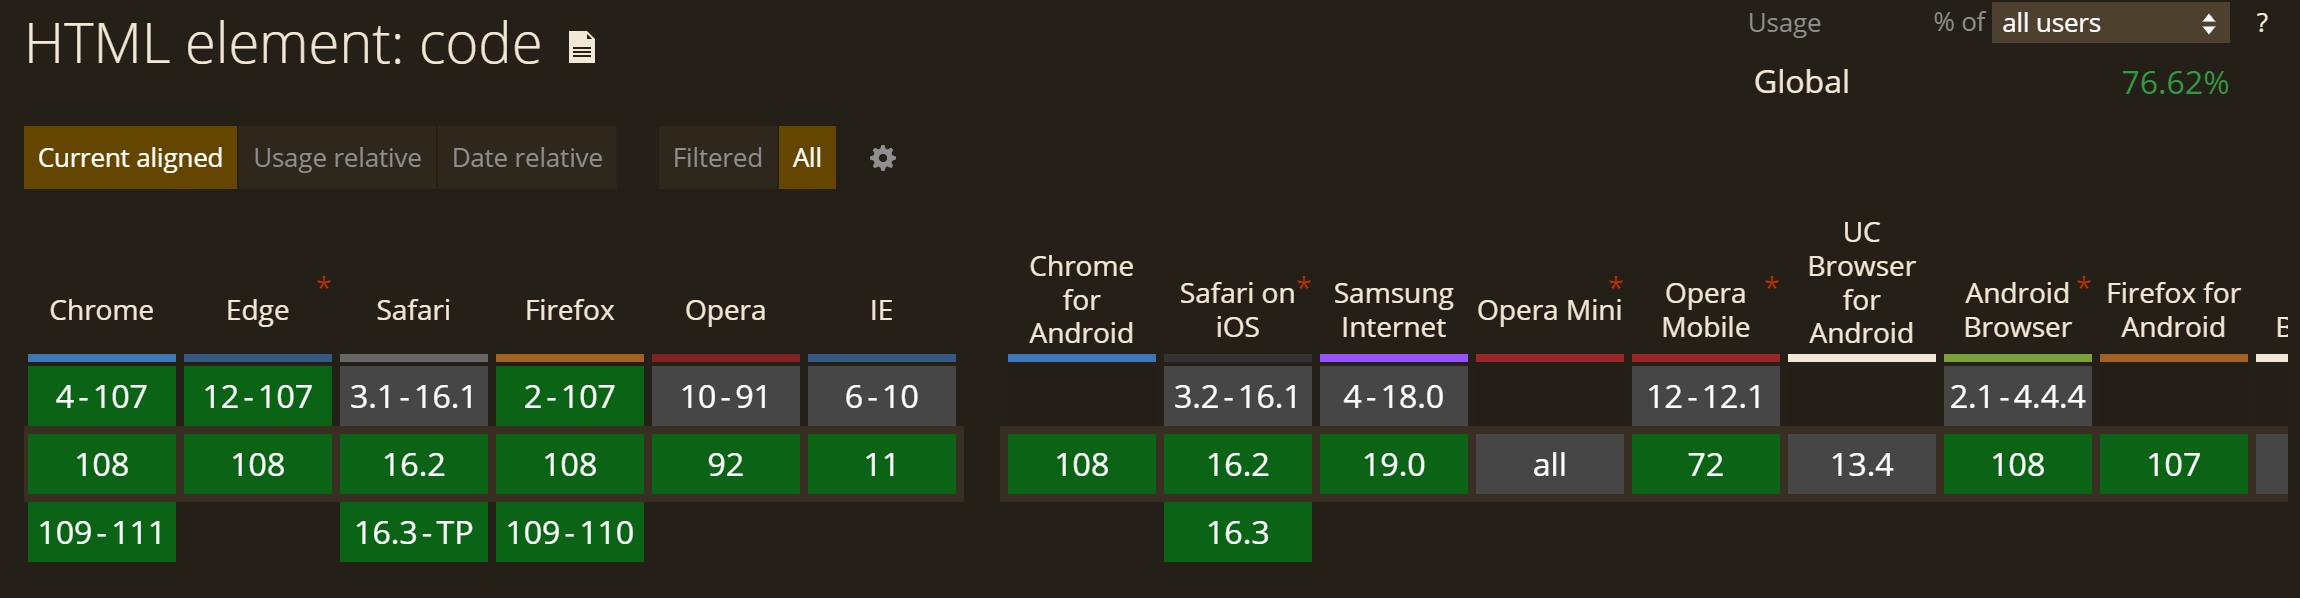 HTML element: code
Usage % of all users ?
Global 76.62%
Current aligned Usage relative Date relative Filtered All
Chrome
Edge *
Safari
Firefox
Opera
IE
Chrome
for
Android
Safari on *
iOS
Samsung
Internet
Opera Mini *
Opera *
Mobile
UC
Browser
for
Android
Android *
Browser
Firefox for
Android
B
4-107 12-107 3.1-16.1 2-107 10-91 6-10 3.2-16.1 4-18.0 12-12.1 2.1-4.4.4
108 108 16.2 108 92 11 108 16.2 19.0 all 72 13.4 108 107
109-111 16.3-TP 109-110 16.3